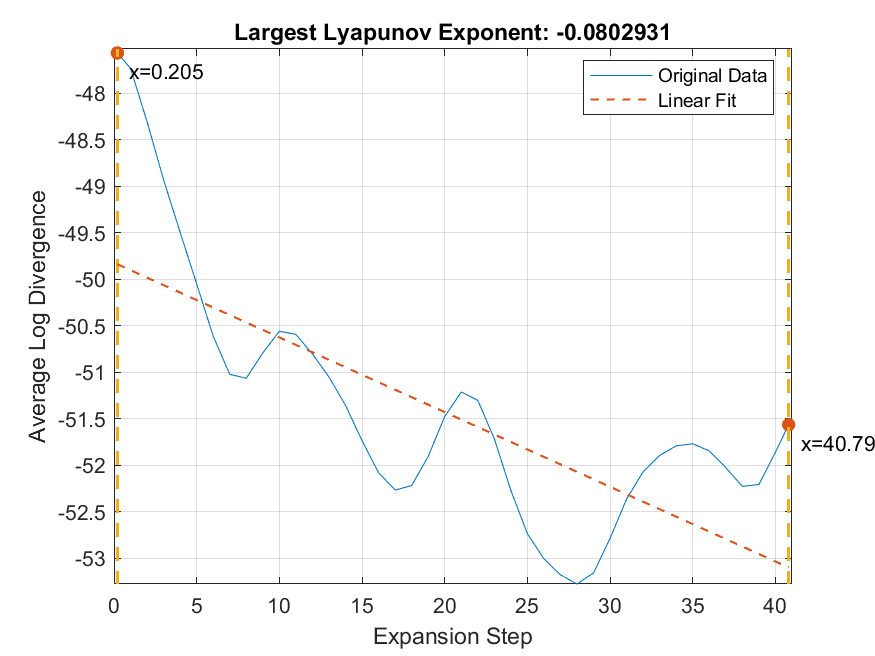 Largest Lyapunov Exponent: -0.0802931
x=0.205
Original Data
Linear Fit
-48
-48.5
-49
-49.5
-50
-50.5
-51
-51.5
-52
-52.5
-53
Average Log Divergence
x=40.79
0 5 10 15 20 25 30 35 40
Expansion Step